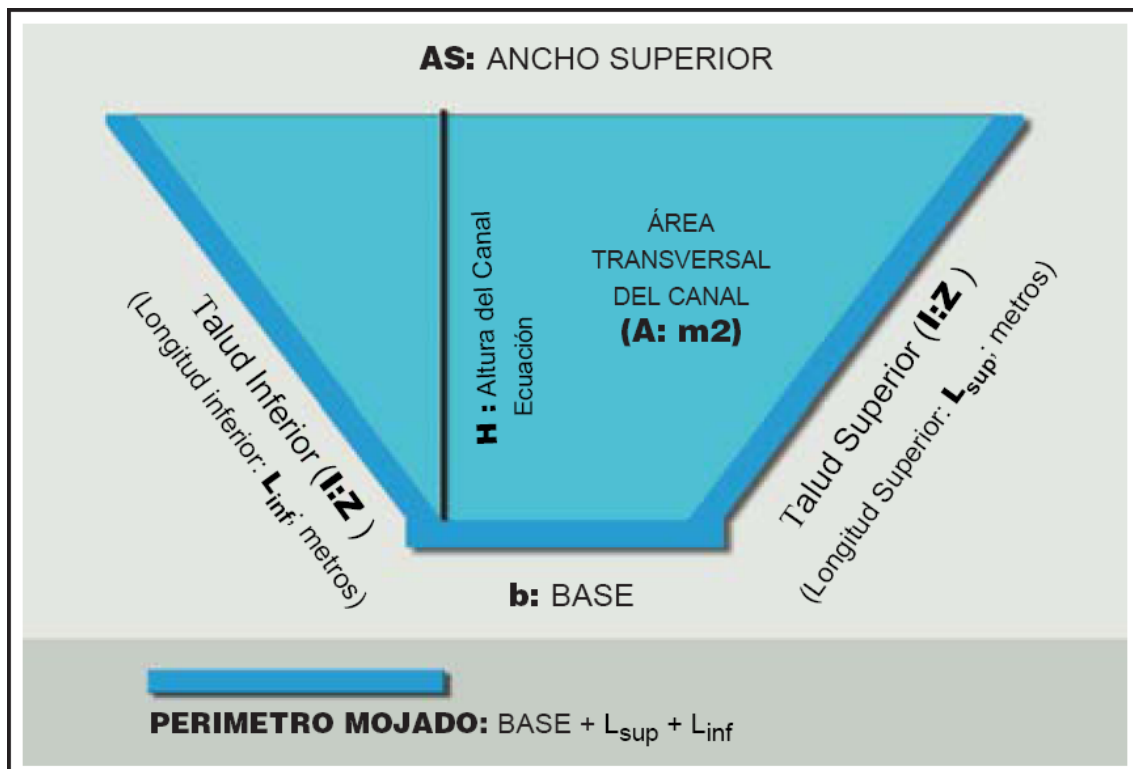 AS: ANCHO SUPERIOR
Talud Inferior (I:Z )
(Longitud inferior: Linf; metros)
H : Altura del Canal
Ecuación
ÁREA
TRANSVERSAL
DEL CANAL
(A: m2)
Talud Superior (I:Z )
(Longitud Superior: Lsup; metros)
b: BASE
PERIMETRO MOJADO: BASE + Lsup + Linf